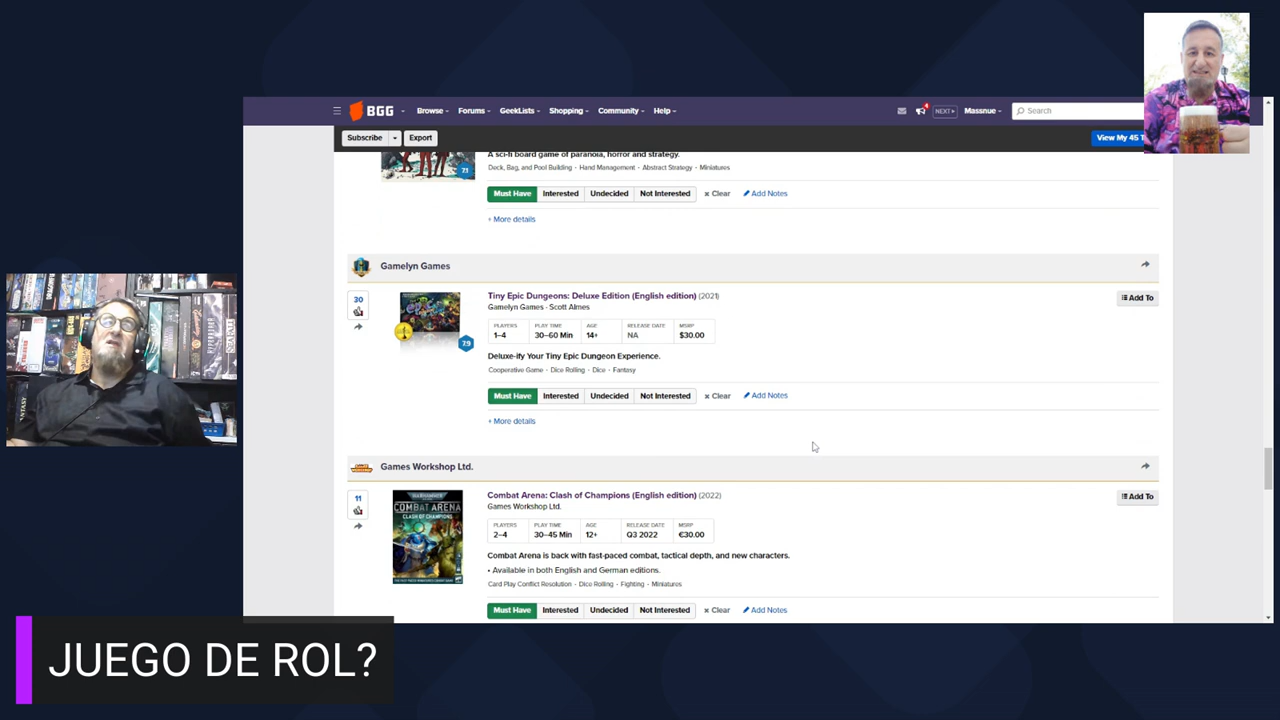 BGG
Browse
Forums
GeekLists
Shopping
Community
Help
4
NEXT
Massnue
Search
Subscribe
Export
View My 45 T
7.1
A sci-fi board game of paranoia, horror and strategy.
Deck, Bag, and Pool Building · Hand Management · Abstract Strategy · Miniatures
Must Have Interested Undecided Not Interested × Clear Add Notes
+ More details
Gamelyn Games
30
7.9
Tiny Epic Dungeons: Deluxe Edition (English edition) (2021)
Gamelyn Games · Scott Almes
Add To
PLAYERS PLAY TIME AGE RELEASE DATE MSRP
1–4 30–60 Min 14+ NA $30.00
Deluxe-ify Your Tiny Epic Dungeon Experience.
Cooperative Game · Dice Rolling · Dice · Fantasy
Must Have Interested Undecided Not Interested × Clear Add Notes
+ More details
Games Workshop Ltd.
11
COMBAT ARENA
CLASH OF CHAMPIONS
Combat Arena: Clash of Champions (English edition) (2022)
Games Workshop Ltd.
Add To
PLAYERS PLAY TIME AGE RELEASE DATE MSRP
2–4 30–45 Min 12+ Q3 2022 €30.00
Combat Arena is back with fast-paced combat, tactical depth, and new characters.
• Available in both English and German editions.
Card Play Conflict Resolution · Dice Rolling · Fighting · Miniatures
Must Have Interested Undecided Not Interested × Clear Add Notes
JUEGO DE ROL?